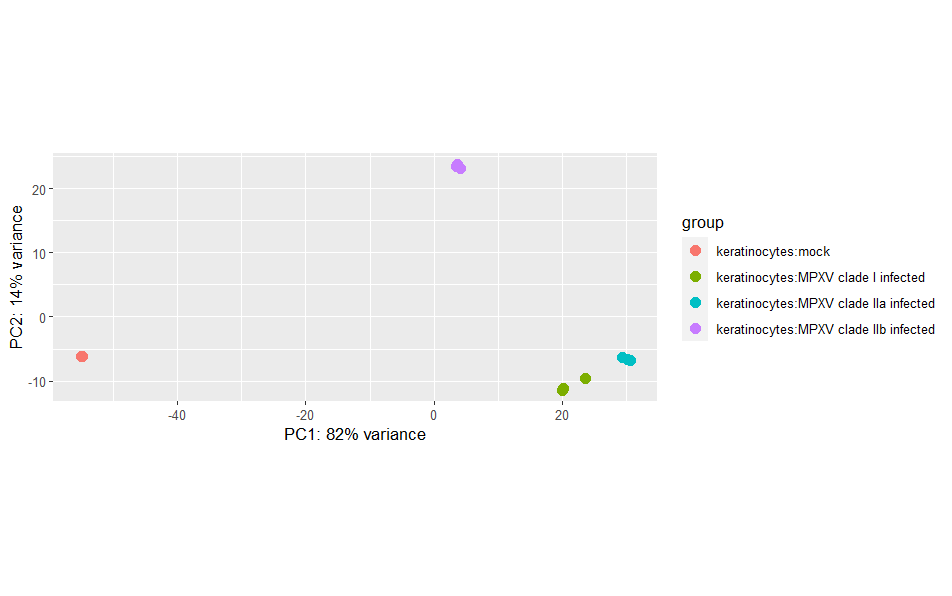 PC2: 14% variance
20
10
0
-10
-40
-20
0
20
PC1: 82% variance
group
keratinocytes:mock
keratinocytes:MPXV clade I infected
keratinocytes:MPXV clade IIa infected
keratinocytes:MPXV clade IIb infected